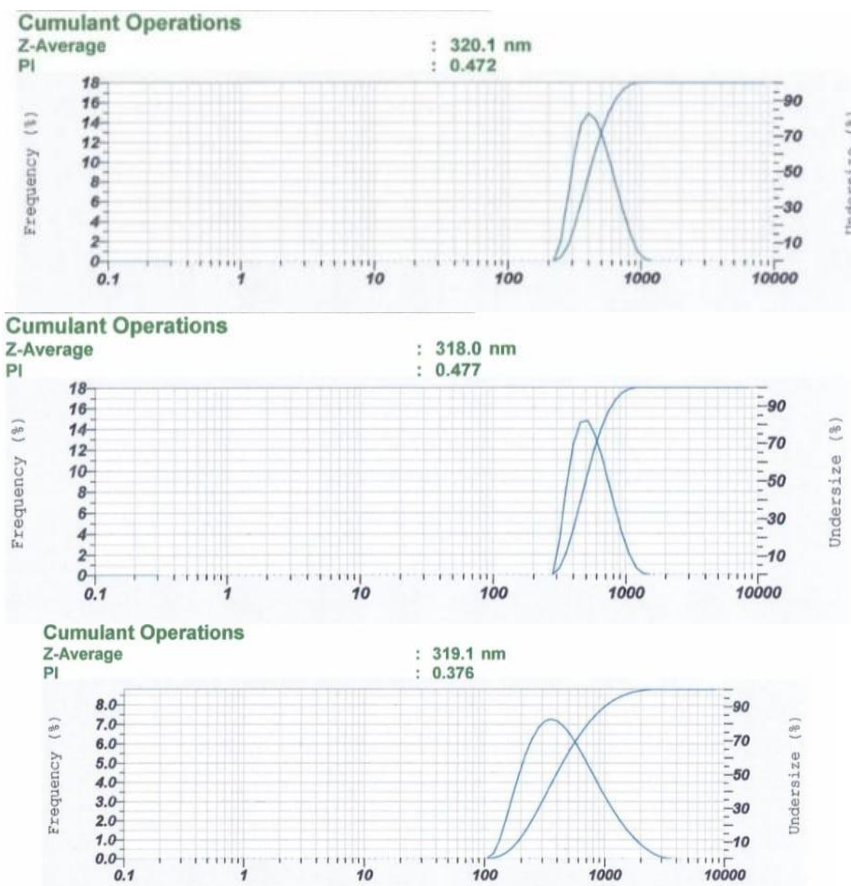 Cumulant Operations
Z-Average : 320.1 nm
PI : 0.472
Frequency (%)
18
16
14
12
10
8
6
4
2
0
0.1 1 10 100 1000 10000
90
70
50
30
10
Undersize (%)
Cumulant Operations
Z-Average : 318.0 nm
PI : 0.477
Frequency (%)
18
16
14
12
10
8
6
4
2
0
0.1 1 10 100 1000 10000
90
70
50
30
10
Undersize (%)
Cumulant Operations
Z-Average : 319.1 nm
PI : 0.376
Frequency (%)
8.0
7.0
6.0
5.0
4.0
3.0
2.0
1.0
0.0
0.1 1 10 100 1000 10000
90
70
50
30
10
Undersize (%)